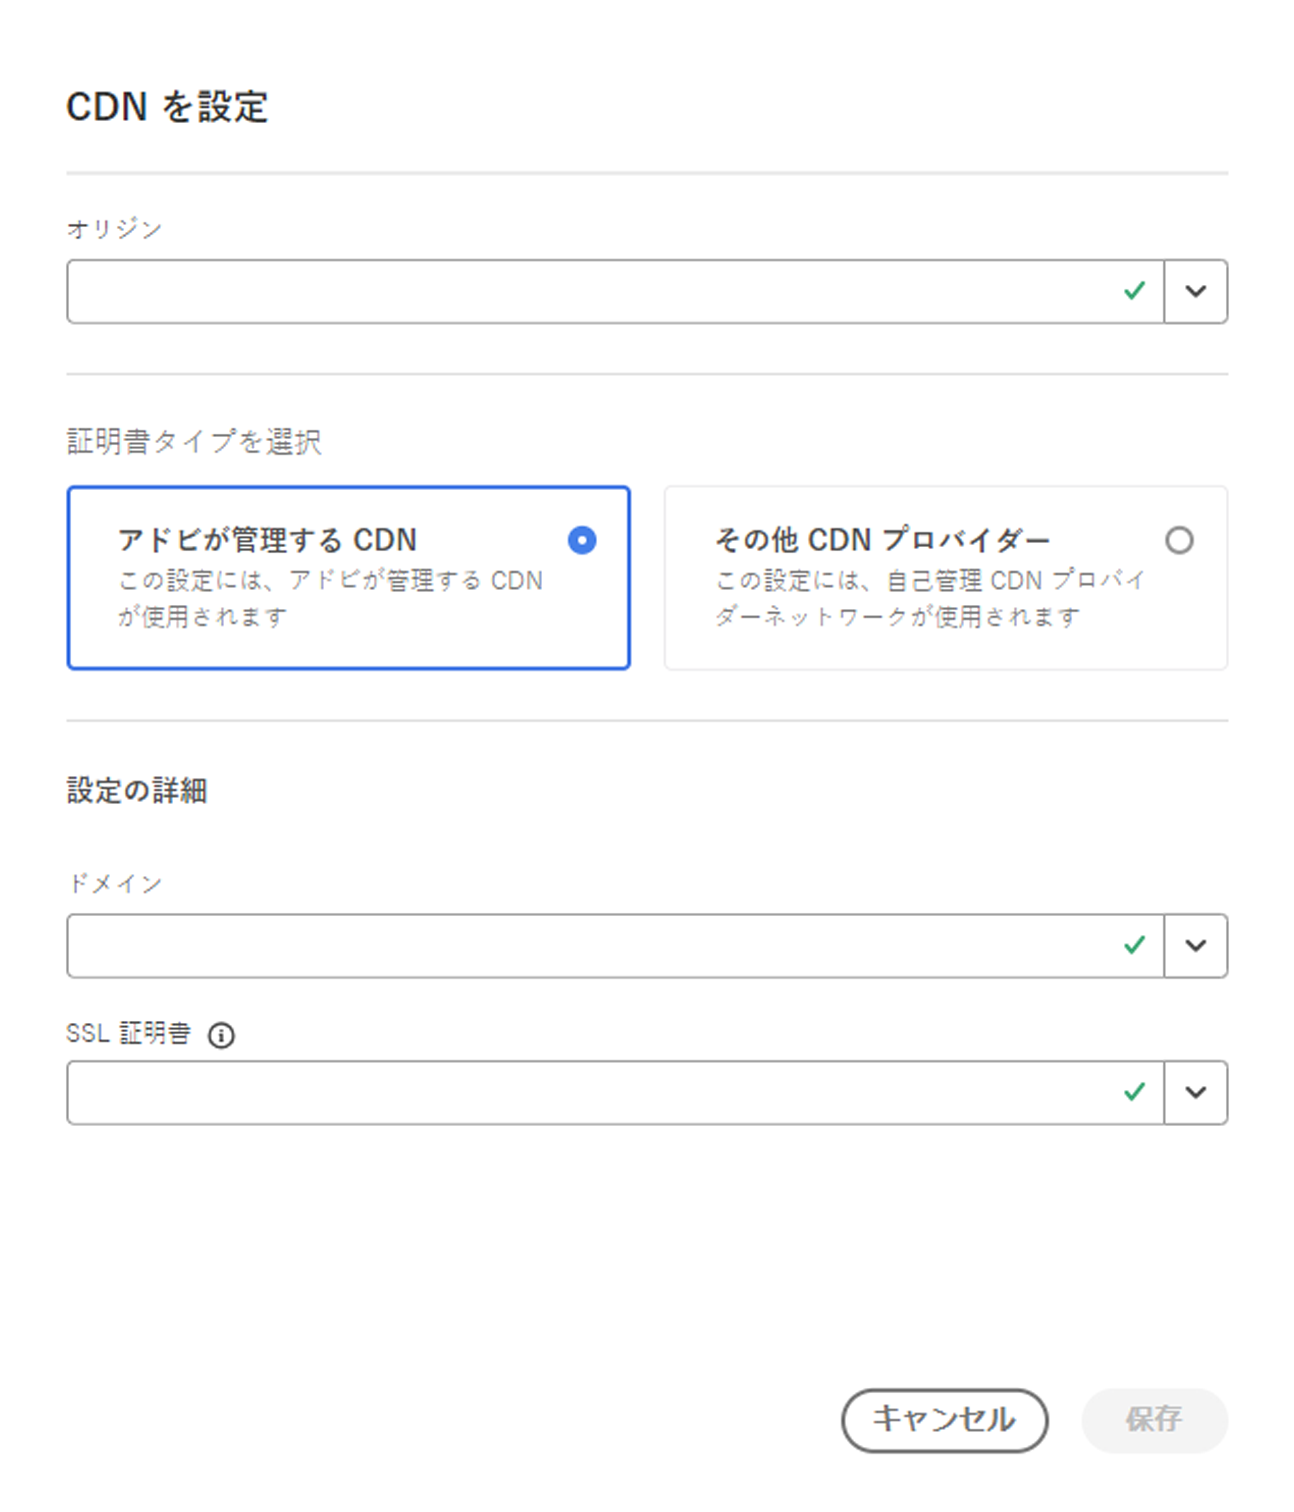 CDN を設定
オリジン
証明書タイプを選択
アドビが管理する CDN
この設定には、アドビが管理する CDN
が使用されます
その他 CDN プロバイダー
この設定には、自己管理 CDN プロバイ
ダーネットワークが使用されます
設定の詳細
ドメイン
SSL 証明書
キャンセル
保存